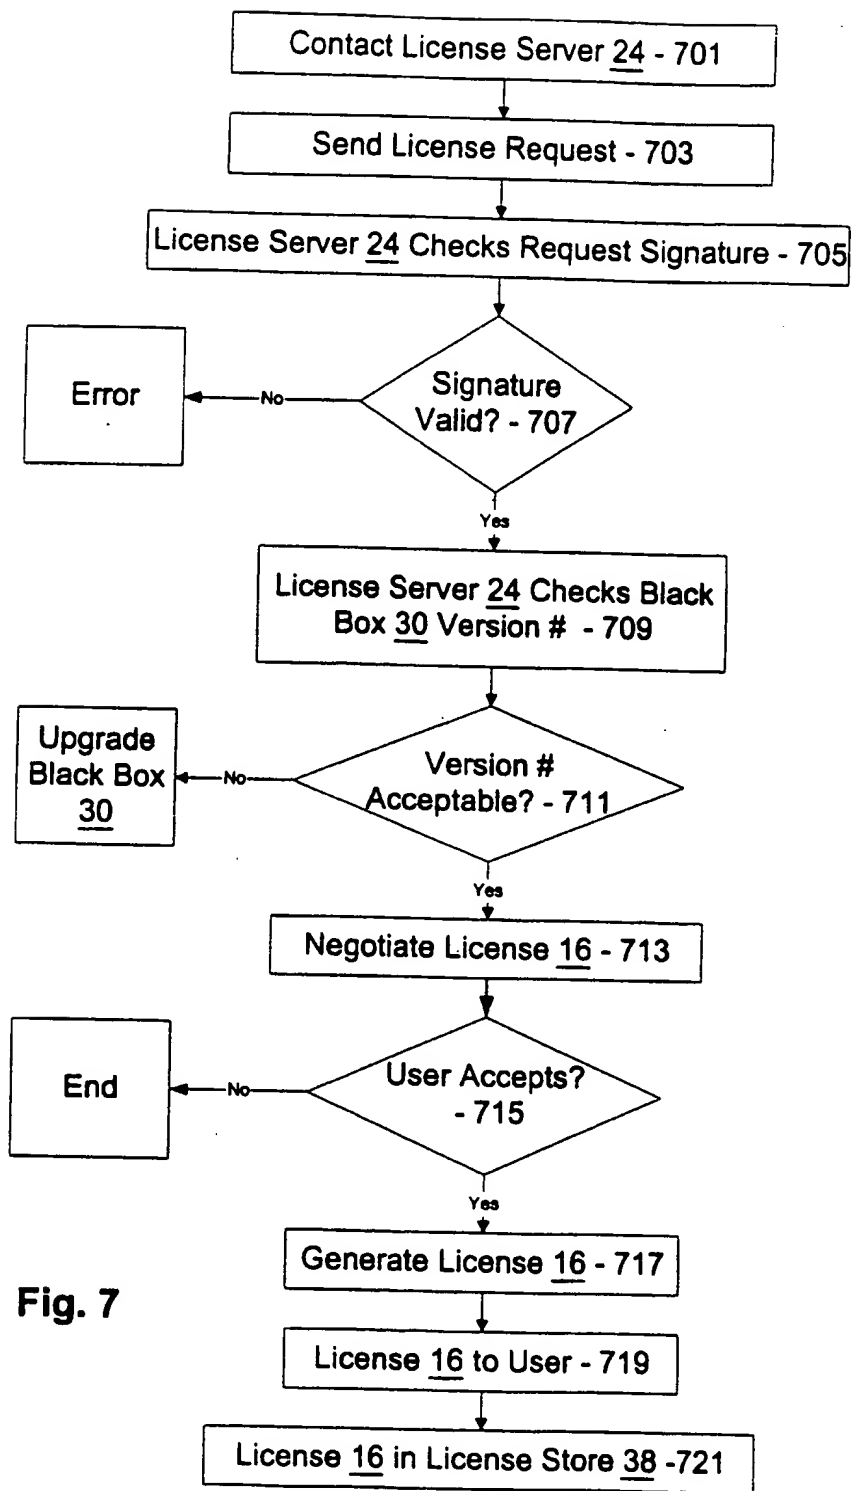 Contact License Server 24 - 701
Send License Request - 703
License Server 24 Checks Request Signature - 705
Error
No
Signature
Valid? - 707
Yes
License Server 24 Checks Black
Box 30 Version # - 709
Upgrade
Black Box
30
No
Version #
Acceptable? - 711
Yes
Negotiate License 16 - 713
End
No
User Accepts?
- 715
Yes
Generate License 16 - 717
Fig. 7
License 16 to User - 719
License 16 in License Store 38 -721